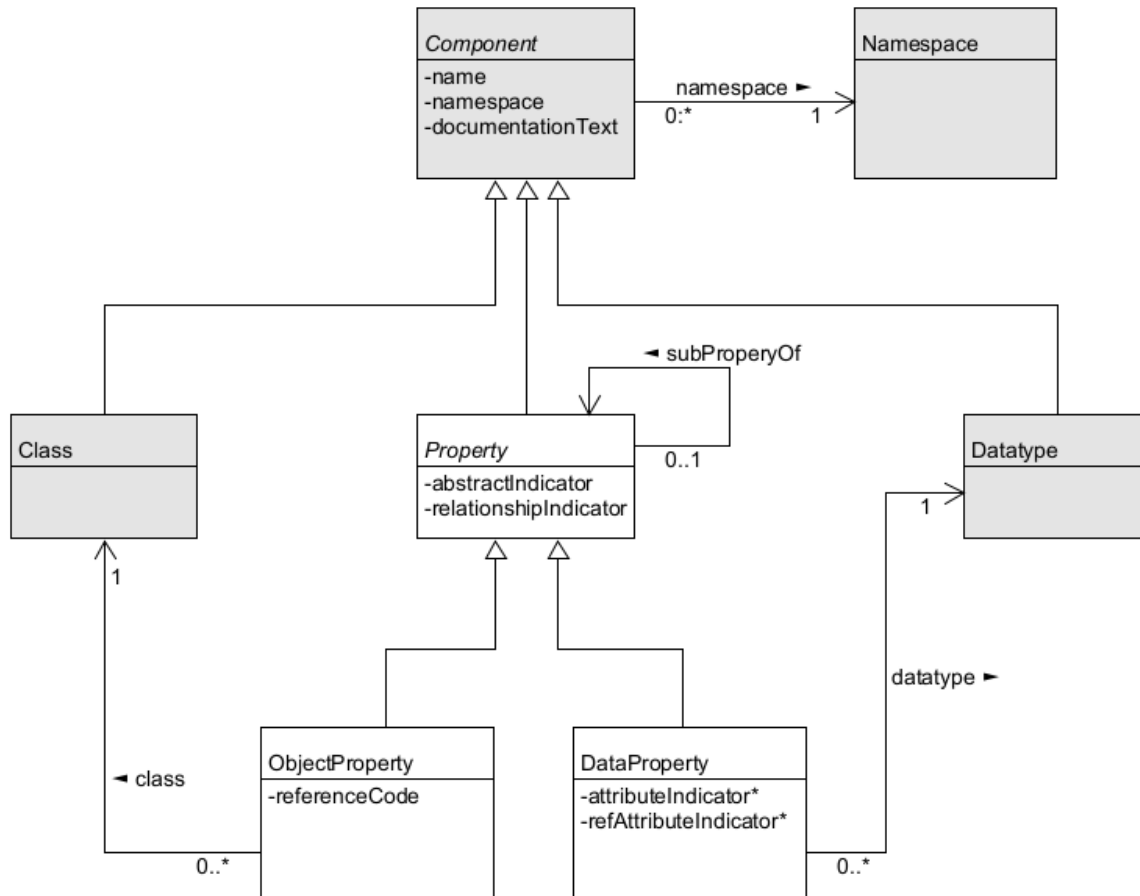 Component
-name
-namespace
-documentationText
namespace ►
0:*
1
Namespace
Class
◄ subProperyOf
Property
-abstractIndicator
-relationshipIndicator
0..1
Datatype
1
1
◄ class
datatype ►
ObjectProperty
-referenceCode
0..*
DataProperty
-attributeIndicator*
-refAttributeIndicator*
0..*